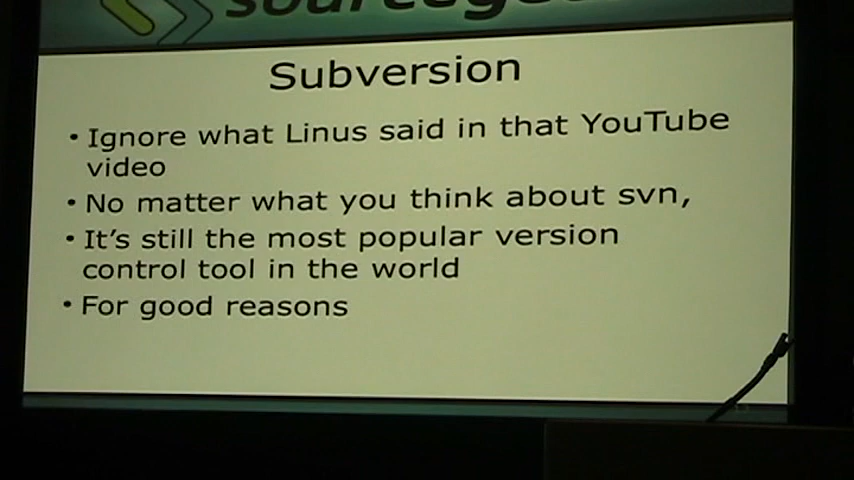 Subversion
• Ignore what Linus said in that YouTube
video
• No matter what you think about svn,
• It's still the most popular version
control tool in the world
• For good reasons